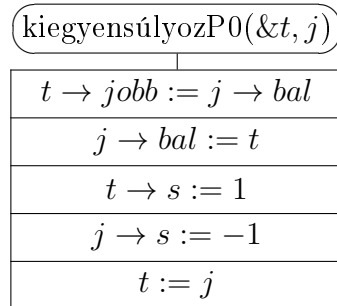 kiegyensúlyozP0(&t, j)
t → jobb := j → bal
j → bal := t
t → s := 1
j → s := −1
t := j